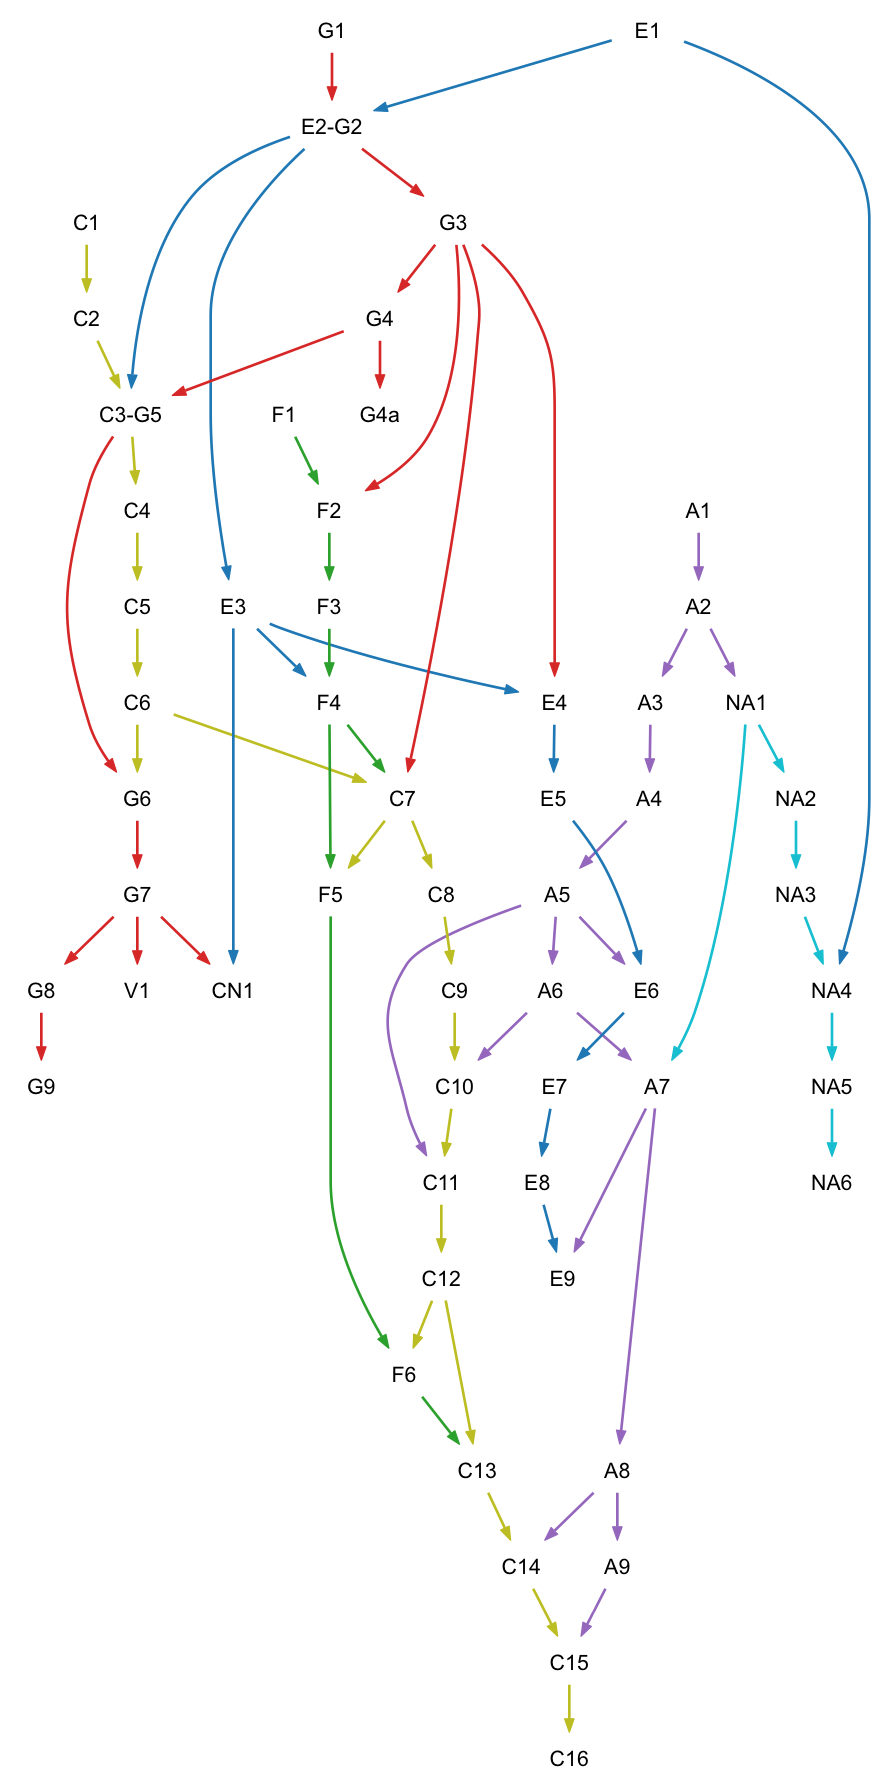 G1 E1
E2-G2
C1 G3
C2 G4
C3-G5 F1 G4a
C4 F2 A1
C5 E3 F3 A2
C6 F4 E4 A3 NA1
G6 C7 E5 A4 NA2
G7 F5 C8 A5 NA3
G8 V1 CN1 C9 A6 E6 NA4
G9 C10 E7 A7 NA5
C11 E8 NA6
C12 E9
F6
C13 A8
C14 A9
C15
C16